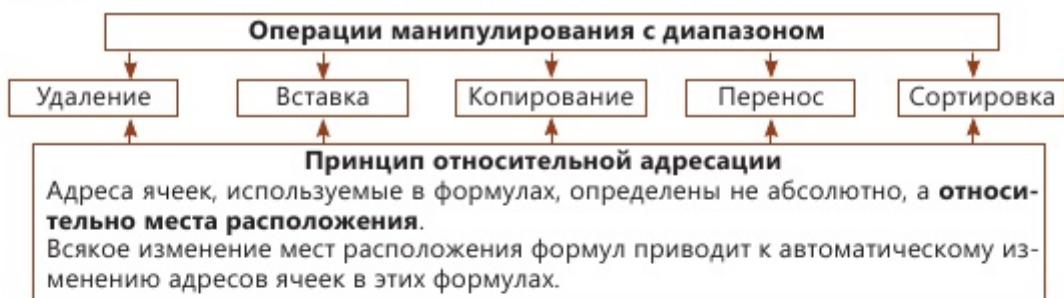 Операции манипулирования с диапазоном
Удаление
Вставка
Копирование
Перенос
Сортировка
Принцип относительной адресации
Адреса ячеек, используемые в формулах, определены не абсолютно, а относи-
тельно места расположения.
Всякое изменение мест расположения формул приводит к автоматическому из-
менению адресов ячеек в этих формулах.